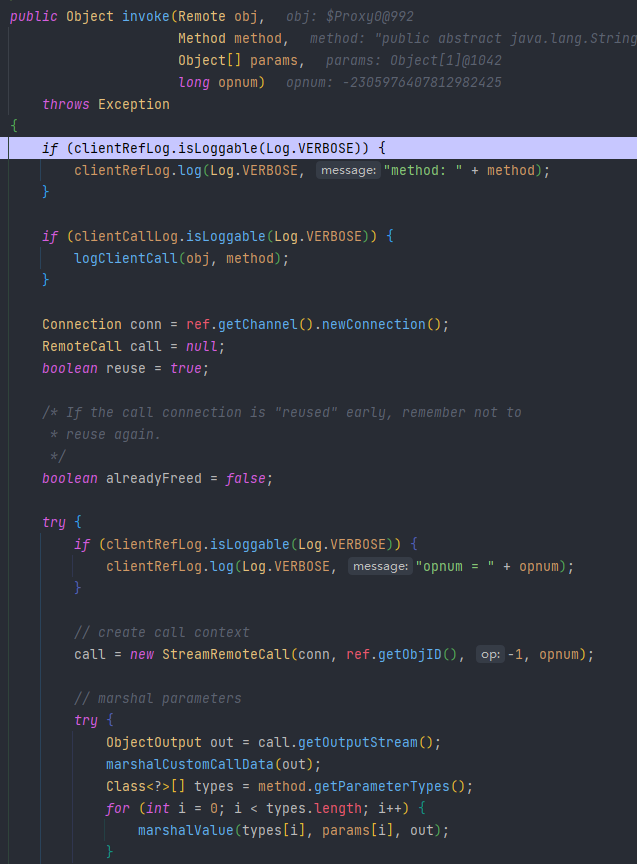 public Object invoke(Remote obj,   obj: $Proxy0@992
                     Method method,   method: "public abstract java.lang.String
                     Object[] params,   params: Object[1]@1042
                     long opnum)   opnum: -2305976407812982425
    throws Exception
{
    if (clientRefLog.isLoggable(Log.VERBOSE)) {
        clientRefLog.log(Log.VERBOSE, message: "method: " + method);
    }
    if (clientCallLog.isLoggable(Log.VERBOSE)) {
        logClientCall(obj, method);
    }
    Connection conn = ref.getChannel().newConnection();
    RemoteCall call = null;
    boolean reuse = true;
    /* If the call connection is "reused" early, remember not to
     * reuse again.
     */
    boolean alreadyFreed = false;
    try {
        if (clientRefLog.isLoggable(Log.VERBOSE)) {
            clientRefLog.log(Log.VERBOSE, message: "opnum = " + opnum);
        }
        // create call context
        call = new StreamRemoteCall(conn, ref.getObjID(), op: -1, opnum);
        // marshal parameters
        try {
            ObjectOutput out = call.getOutputStream();
            marshalCustomCallData(out);
            Class<?>[] types = method.getParameterTypes();
            for (int i = 0; i < types.length; i++) {
                marshalValue(types[i], params[i], out);
            }